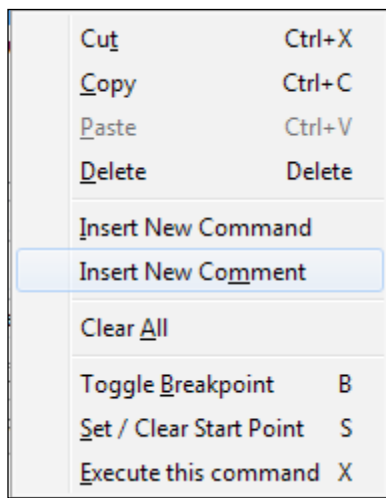 Cut Ctrl+X
Copy Ctrl+C
Paste Ctrl+V
Delete Delete
Insert New Command
Insert New Comment
Clear All
Toggle Breakpoint B
Set / Clear Start Point S
Execute this command X